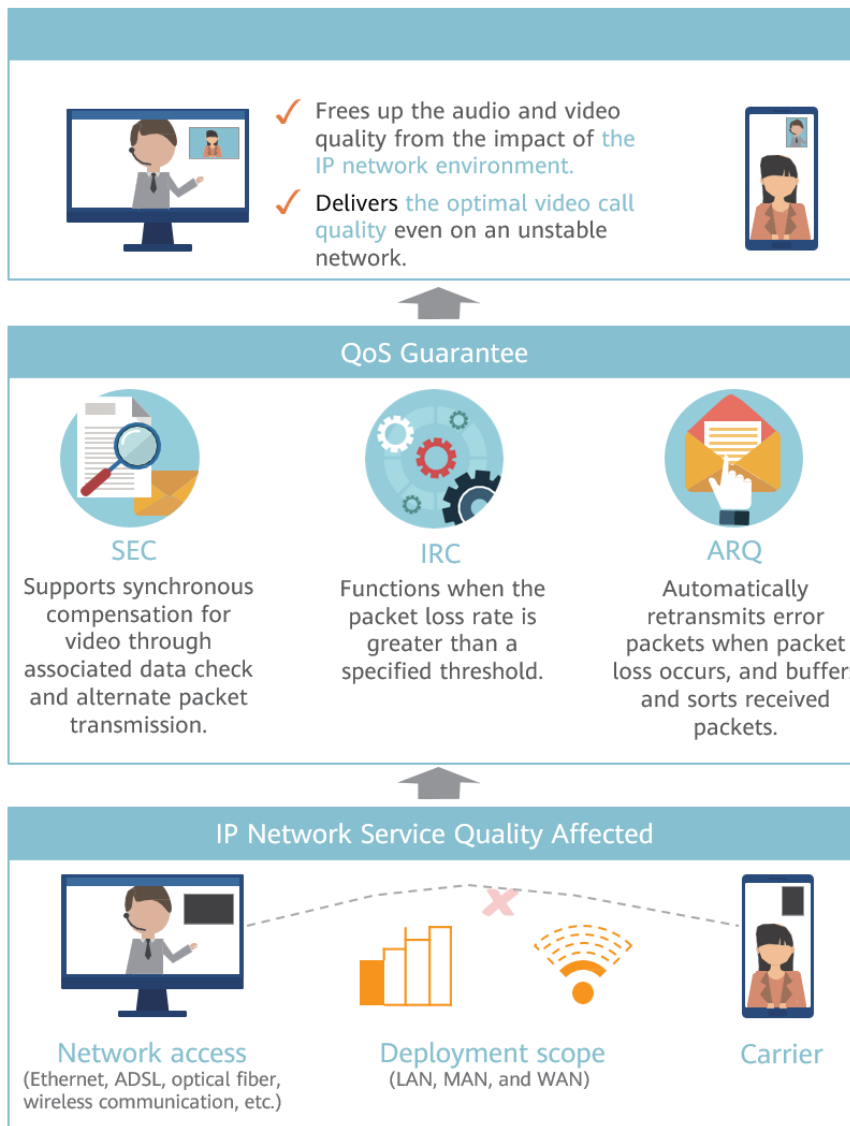 Frees up the audio and video
quality from the impact of the
IP network environment.
Delivers the optimal video call
quality even on an unstable
network.
QoS Guarantee
SEC
Supports synchronous
compensation for
video through
associated data check
and alternate packet
transmission.
IRC
Functions when the
packet loss rate is
greater than a
specified threshold.
ARQ
Automatically
retransmits error
packets when packet
loss occurs, and buffers
and sorts received
packets.
IP Network Service Quality Affected
Network access
(Ethernet, ADSL, optical fiber,
wireless communication, etc.)
Deployment scope
(LAN, MAN, and WAN)
Carrier